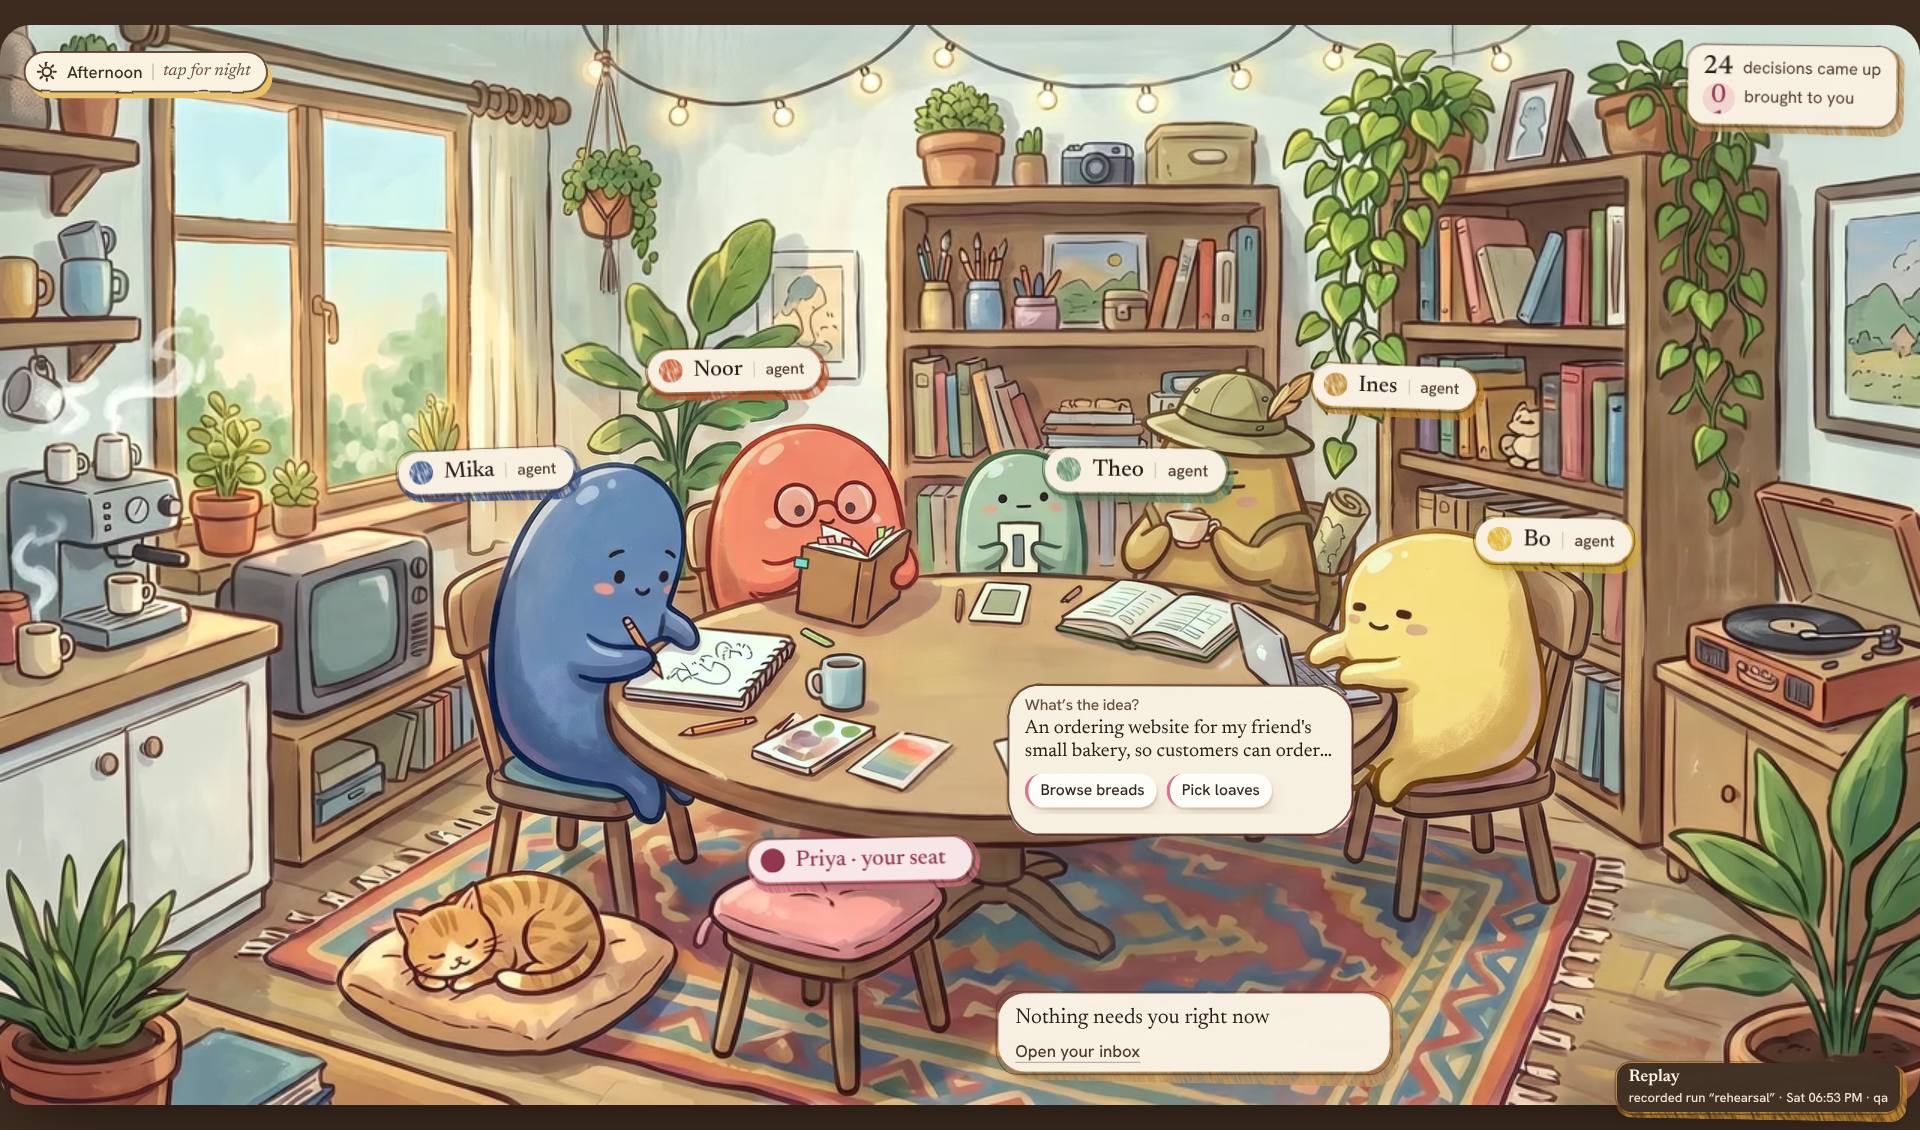 Afternoon | tap for night
24 decisions came up
0 brought to you
Noor | agent
Ines | agent
Mika | agent
Theo | agent
Bo | agent
What's the idea?
An ordering website for my friend's
small bakery, so customers can order...
Browse breads
Pick loaves
Priya · your seat
Nothing needs you right now
Open your inbox
Replay
recorded run “rehearsal” · Sat 06:53 PM · qa